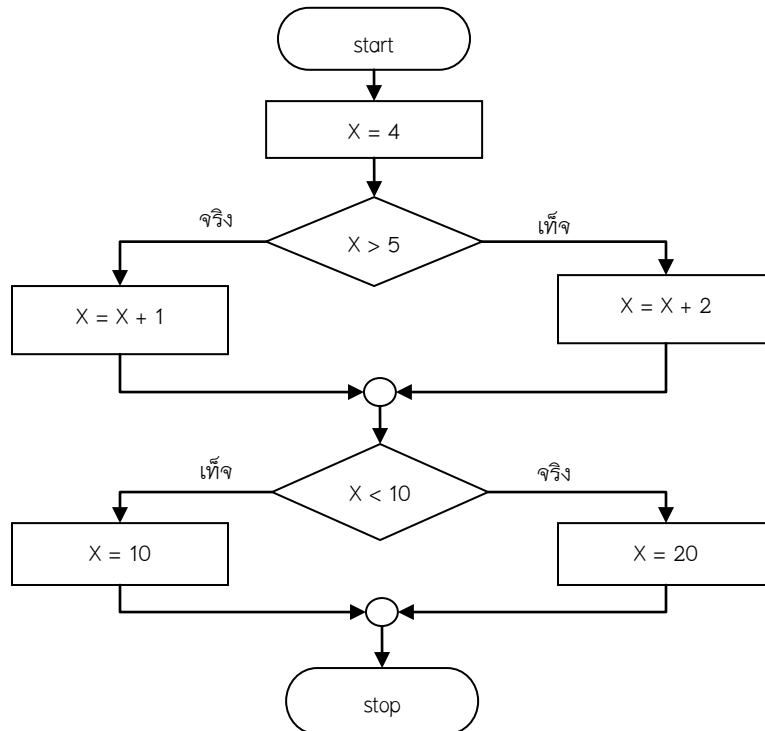 start
X = 4
จริง
X > 5
เท็จ
X = X + 1
X = X + 2
เท็จ
X < 10
จริง
X = 10
X = 20
stop